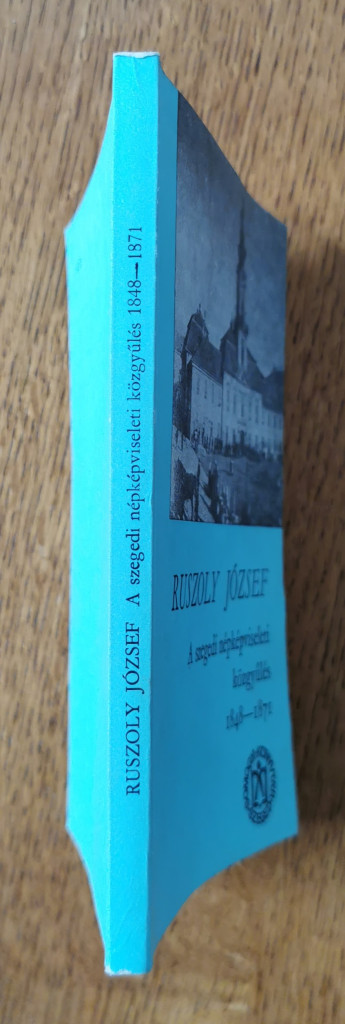 RUSZOLY JÓZSEF A szegedi népképviseleti közgyűlés 1848—1871
RUSZOLY JÓZSEF
A szegedi népképviseleti
közgyűlés
1848—1871